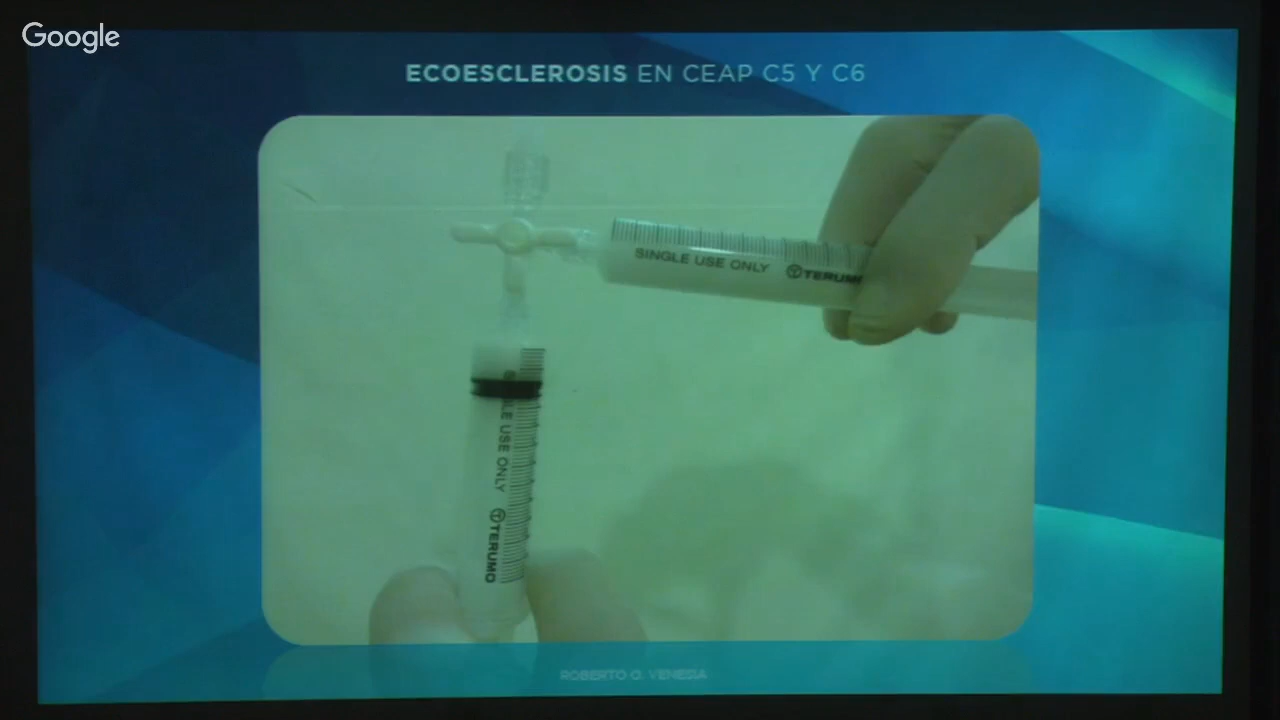 Google
ECOESCLEROSIS EN CEAP C5 Y C6
SINGLE USE ONLY TERUMO
SINGLE USE ONLY TERUMO
ROBERTO O. VENESIA